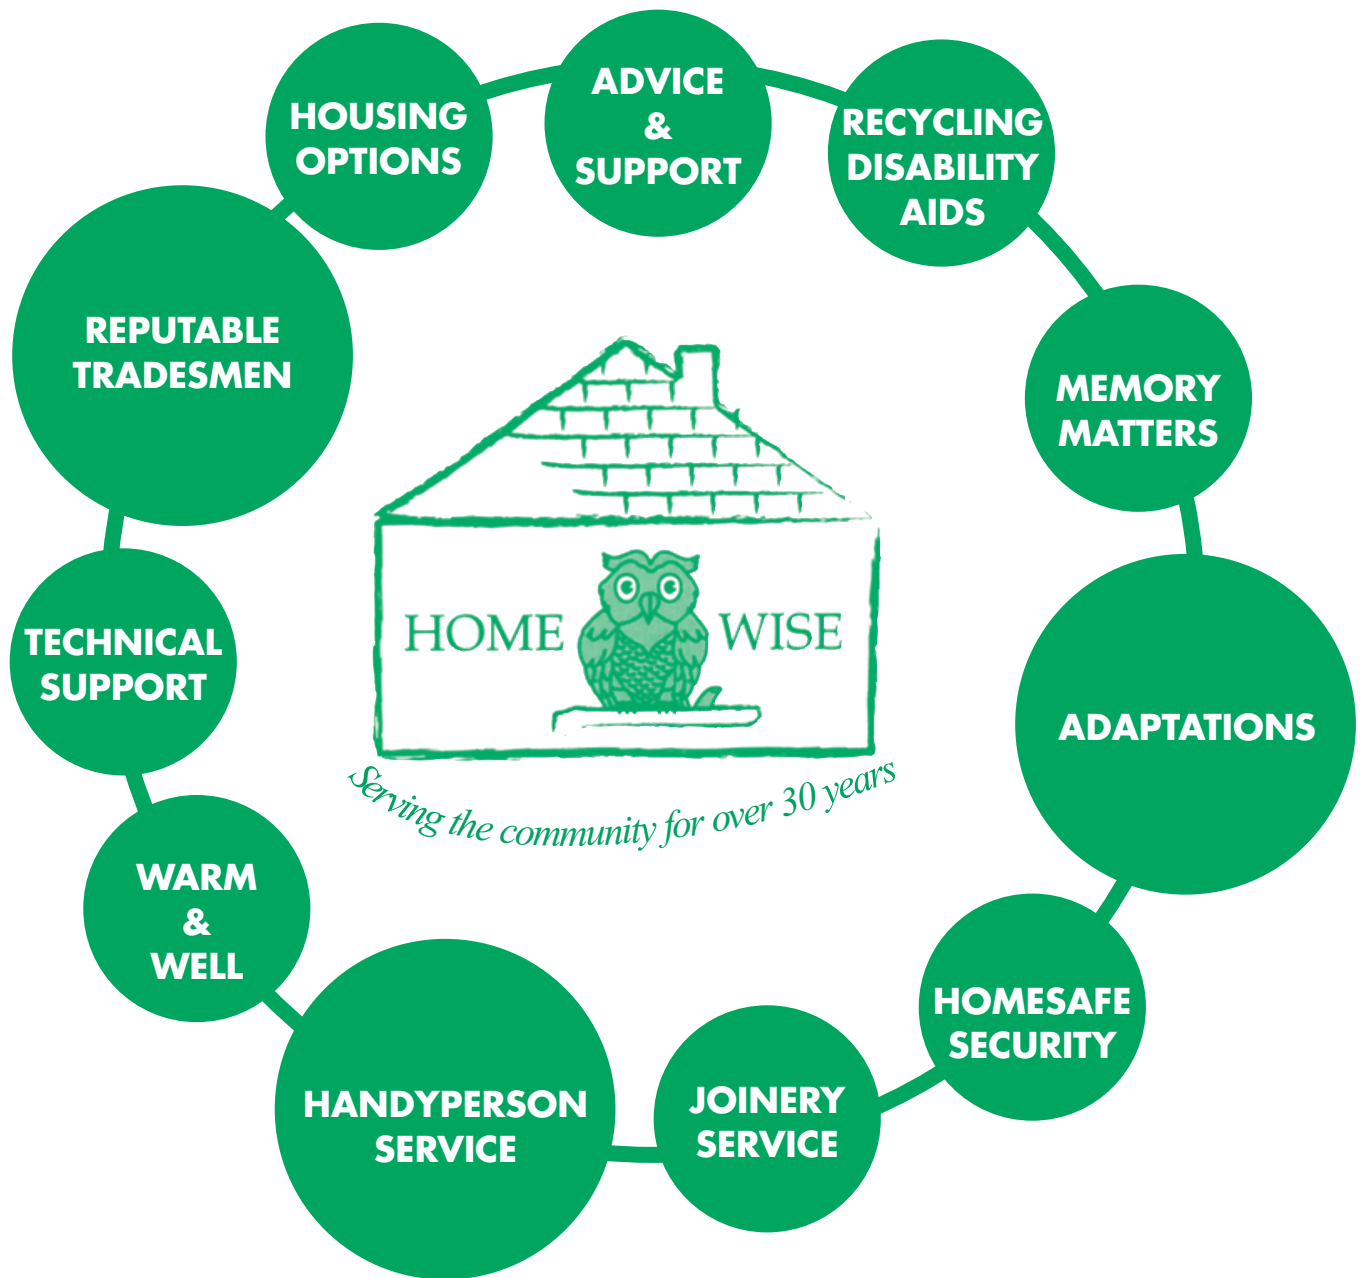 ADVICE
&
SUPPORT
RECYCLING
DISABILITY
AIDS
MEMORY
MATTERS
ADAPTATIONS
HOMESAFE
SECURITY
JOINERY
SERVICE
HANDYPERSON
SERVICE
WARM
&
WELL
TECHNICAL
SUPPORT
REPUTABLE
TRADESMEN
HOUSING
OPTIONS
HOME WISE
Serving the community for over 30 years